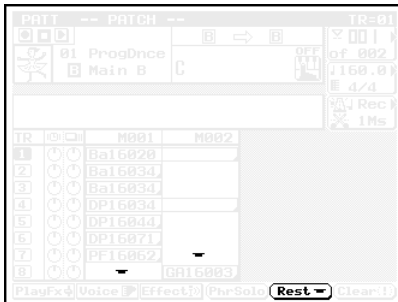 PATT -- PATCH -- TR=01
B B OFF of 002
01 ProgDnce
B Main B C 160.0
4/4
Rec
1Ms
TR M001 M002
1 Ba16020
2 Ba16034
3 Ba16034
4 DP16034
5 DP16044
6 DP16071
7 PF16062
8 GA16003
PlayFx Voice Effect PhrSolo Rest Clear